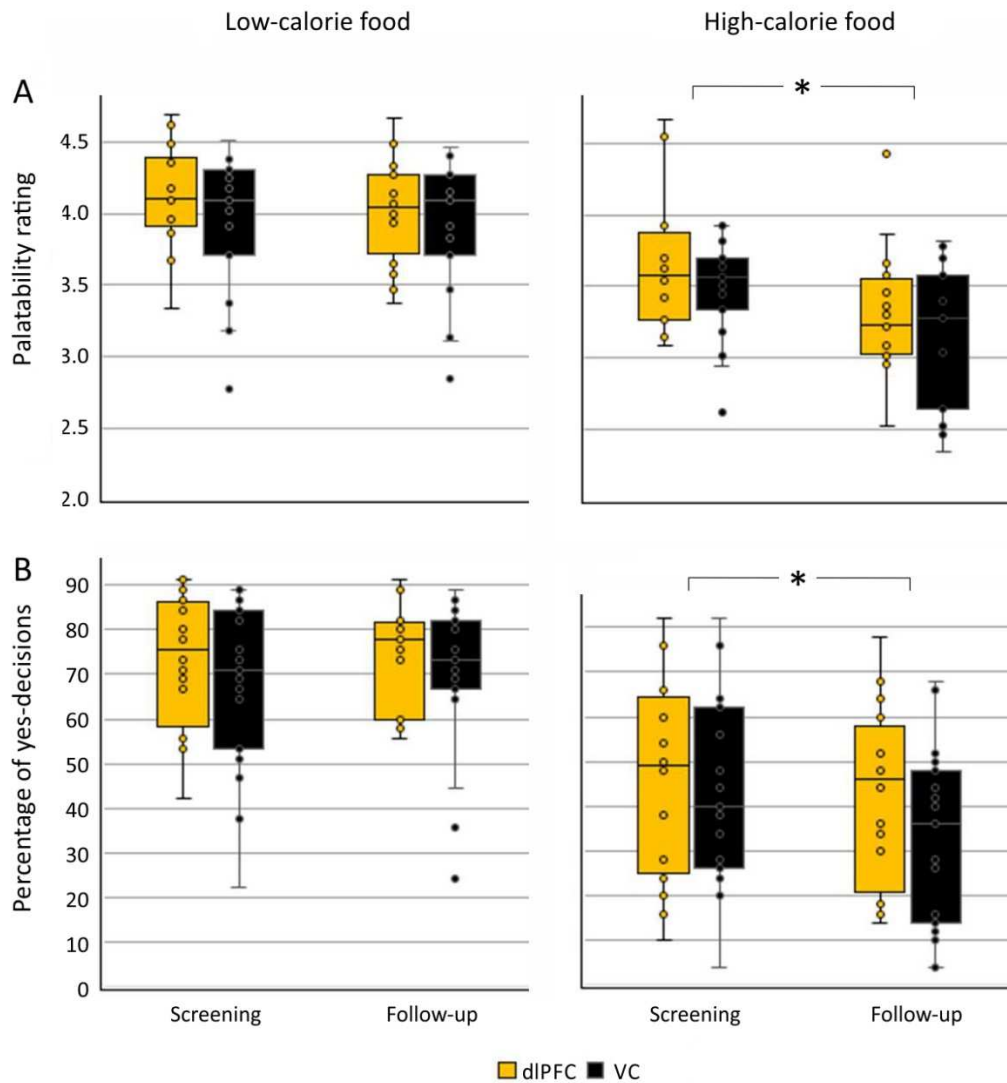 Low-calorie food
High-calorie food
A
*
Palatability rating
4.5
4.0
3.5
3.0
2.5
2.0
B
*
Percentage of yes-decisions
90
80
70
60
50
40
30
20
10
0
Screening
Follow-up
Screening
Follow-up
dlPFC
VC